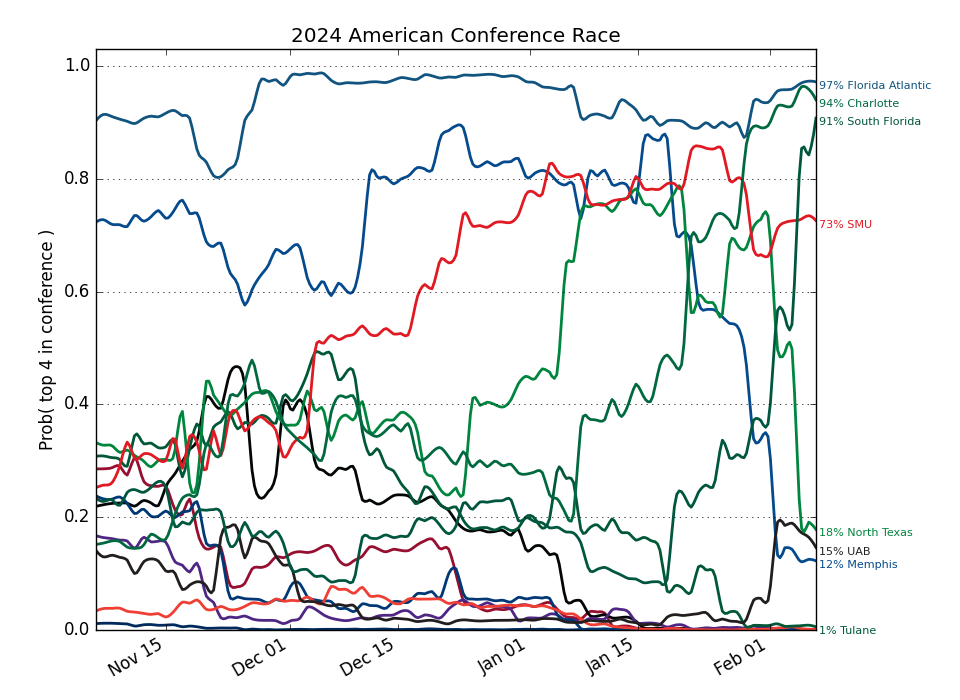 2024 American Conference Race
Prob( top 4 in conference )
1.0
0.8
0.6
0.4
0.2
0.0
Nov 15
Dec 01
Dec 15
Jan 01
Jan 15
Feb 01
97% Florida Atlantic
94% Charlotte
91% South Florida
73% SMU
18% North Texas
15% UAB
12% Memphis
1% Tulane